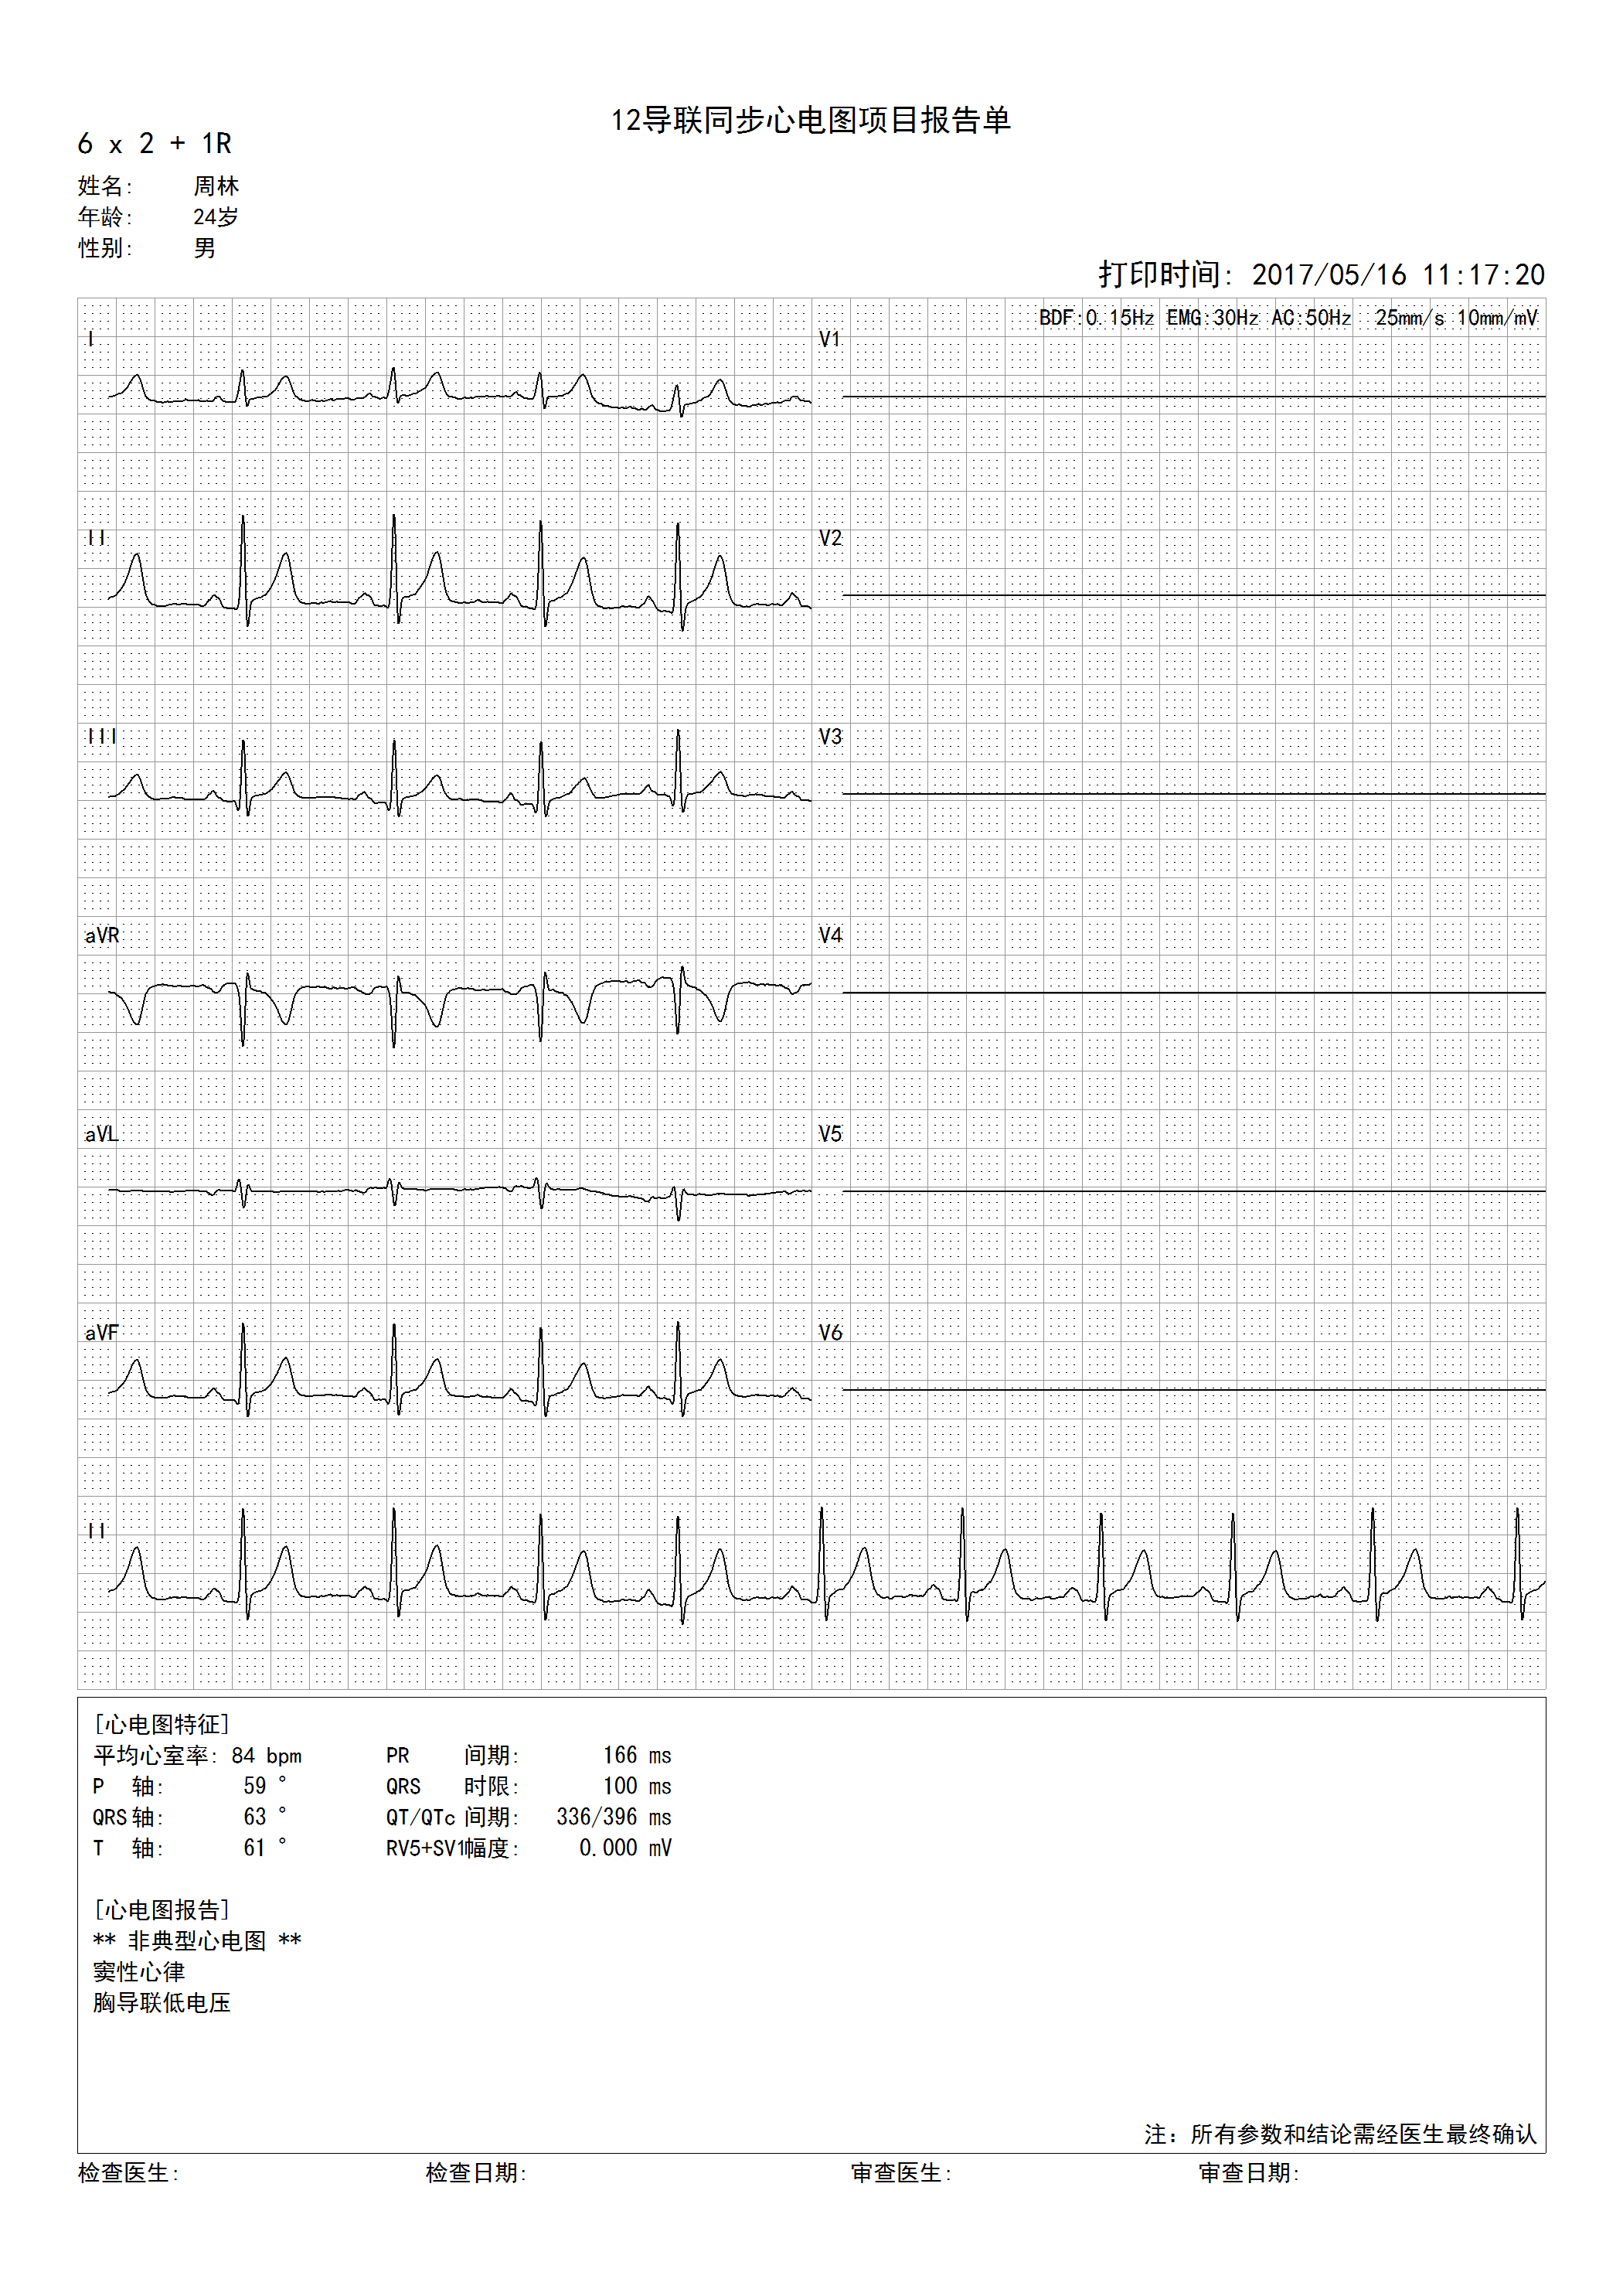 12导联同步心电图项目报告单
6 x 2 + 1R
姓名: 周林
年龄: 24岁
性别: 男
打印时间: 2017/05/16 11:17:20
BDF:0.15Hz EMG:30Hz AC:50Hz 25mm/s 10mm/mV
I V1
II V2
III V3
aVR V4
aVL V5
aVF V6
II
[心电图特征]
平均心室率: 84 bpm PR 间期: 166 ms
P 轴: 59 ° QRS 时限: 100 ms
QRS轴: 63 ° QT/QTc 间期: 336/396 ms
T 轴: 61 ° RV5+SV1幅度: 0.000 mV
[心电图报告]
** 非典型心电图 **
窦性心律
胸导联低电压
注: 所有参数和结论需经医生最终确认
检查医生: 检查日期: 审查医生: 审查日期: